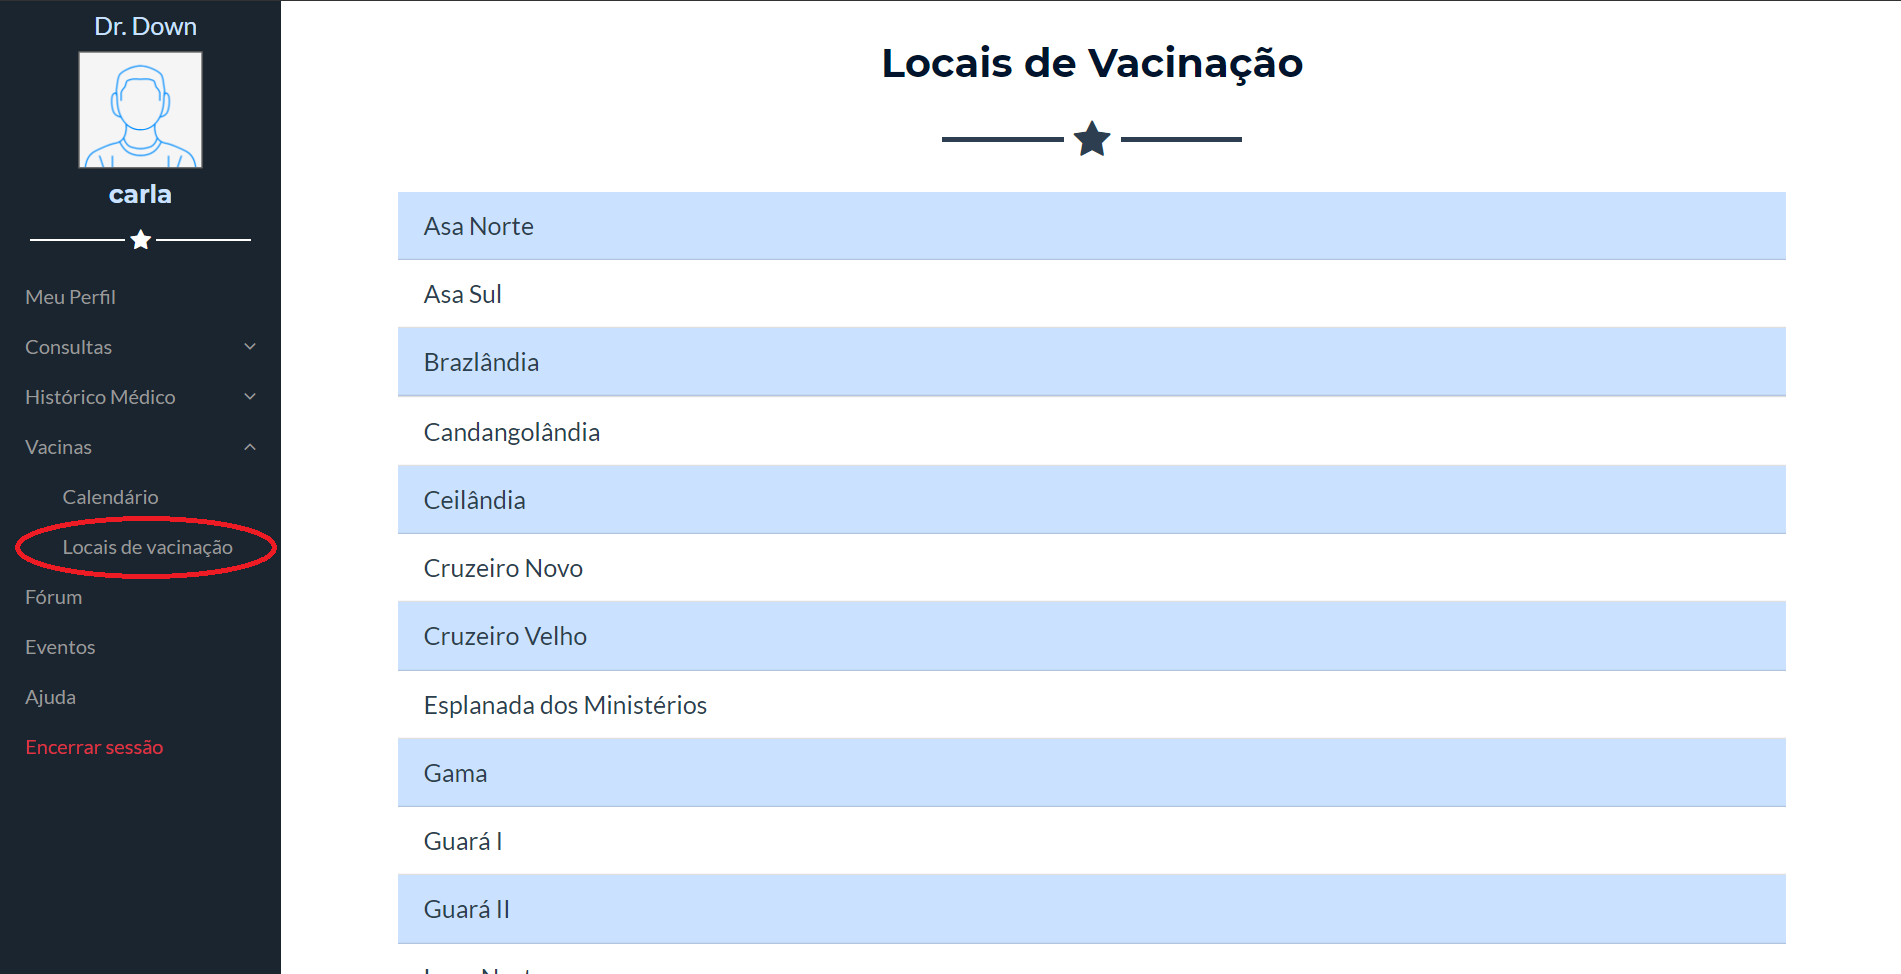 Dr. Down
carla
Meu Perfil
Consultas
Histórico Médico
Vacinas
Calendário
Locais de vacinação
Fórum
Eventos
Ajuda
Encerrar sessão
Locais de Vacinação
Asa Norte
Asa Sul
Brazlândia
Candangolândia
Ceilândia
Cruzeiro Novo
Cruzeiro Velho
Esplanada dos Ministérios
Gama
Guará I
Guará II